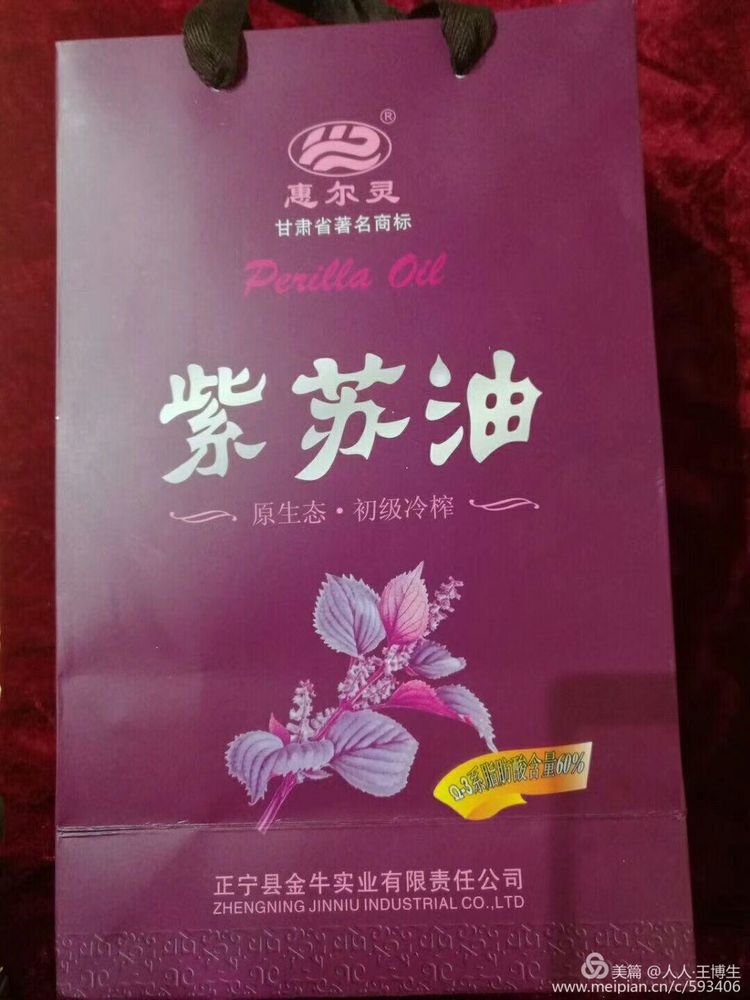 ®
惠尔灵
甘肃省著名商标
Perilla Oil
紫苏油
原生态·初级冷榨
Ω-3系脂肪酸含量60%
正宁县金牛实业有限责任公司
ZHENGNING JINNIU INDUSTRIAL CO.,LTD
美篇 @人人·王博生
www.meipian.cn/c/593406